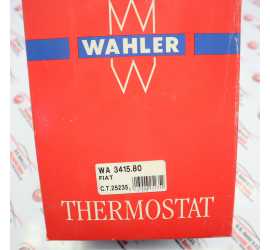 WAHLER
WA 3415.80
FIAT
C.T.25235
THERMOSTAT